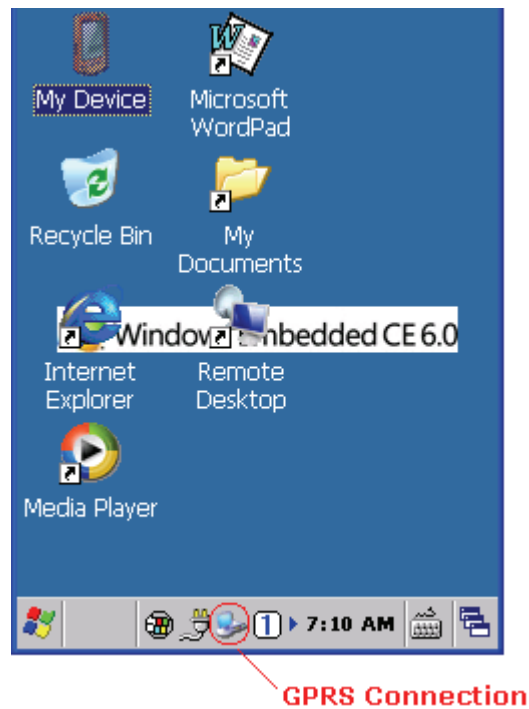 My Device
Microsoft
WordPad
Recycle Bin
My
Documents
Windows Embedded CE 6.0
Internet
Explorer
Remote
Desktop
Media Player
1
7:10 AM
GPRS Connection